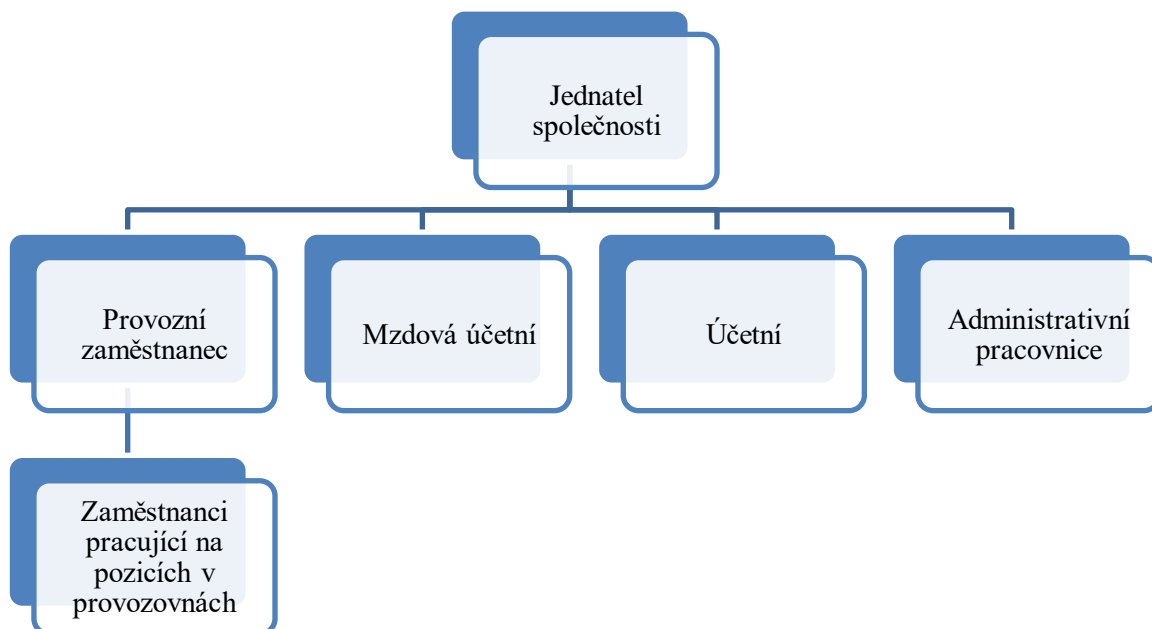 Jednatel
společnosti
Provozní
zaměstnanec
Mzdová účetní
Účetní
Administrativní
pracovnice
Zaměstnanci
pracující na
pozicích v
provozovnách